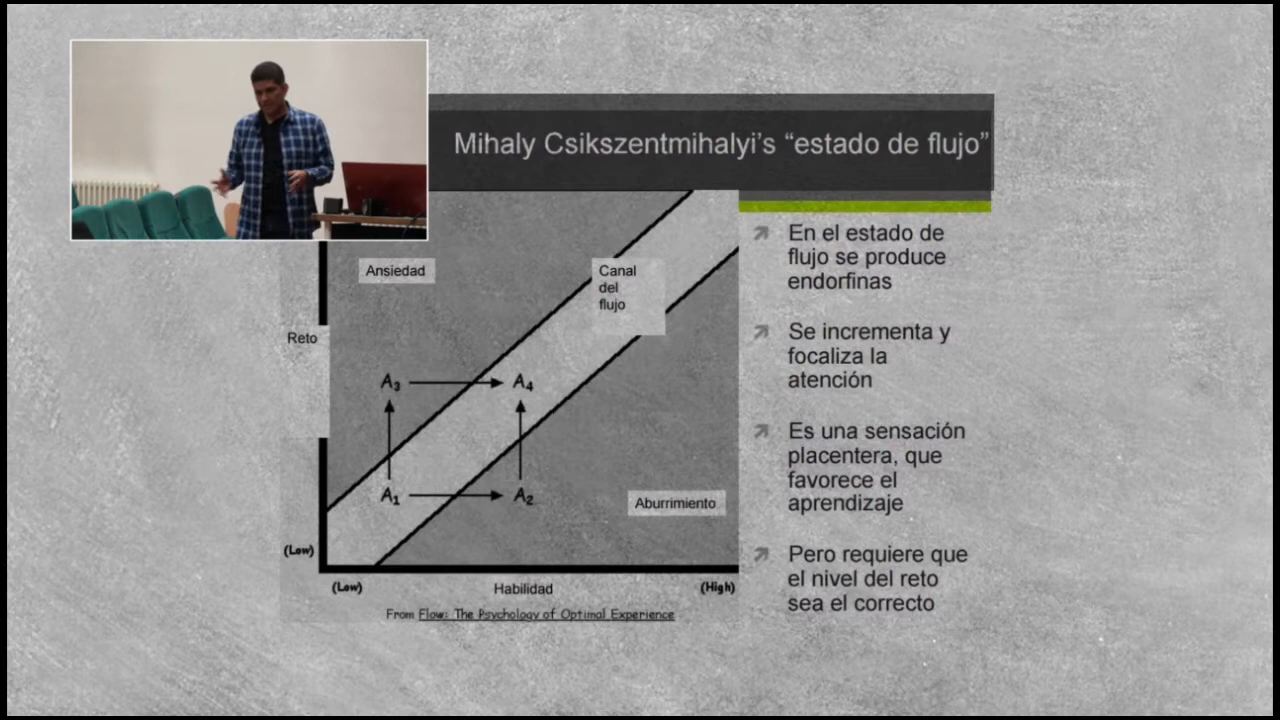 Mihaly Csikszentmihalyi’s “estado de flujo”
Ansiedad
Canal
del
flujo
Reto
A3
A4
A1
A2
Aburrimiento
(Low)
(Low)
Habilidad
(High)
From Flow: The Psychology of Optimal Experience
En el estado de
flujo se produce
endorfinas
Se incrementa y
focaliza la
atención
Es una sensación
placentera, que
favorece el
aprendizaje
Pero requiere que
el nivel del reto
sea el correcto